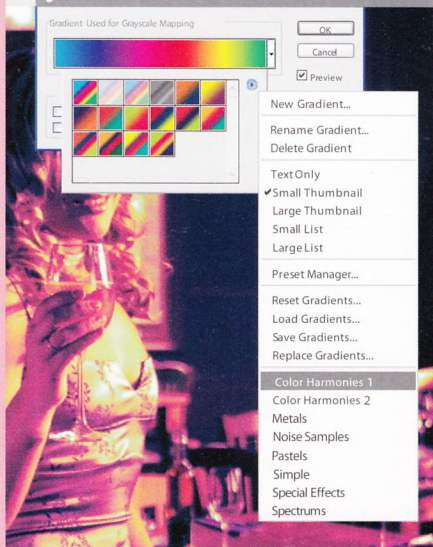 Gradient Used for Grayscale Mapping
OK
Cancel
Preview
New Gradient...
Rename Gradient...
Delete Gradient
Text Only
Small Thumbnail
Large Thumbnail
Small List
Large List
Preset Manager...
Reset Gradients...
Load Gradients...
Save Gradients...
Replace Gradients...
Color Harmonies 1
Color Harmonies 2
Metals
Noise Samples
Pastels
Simple
Special Effects
Spectrums